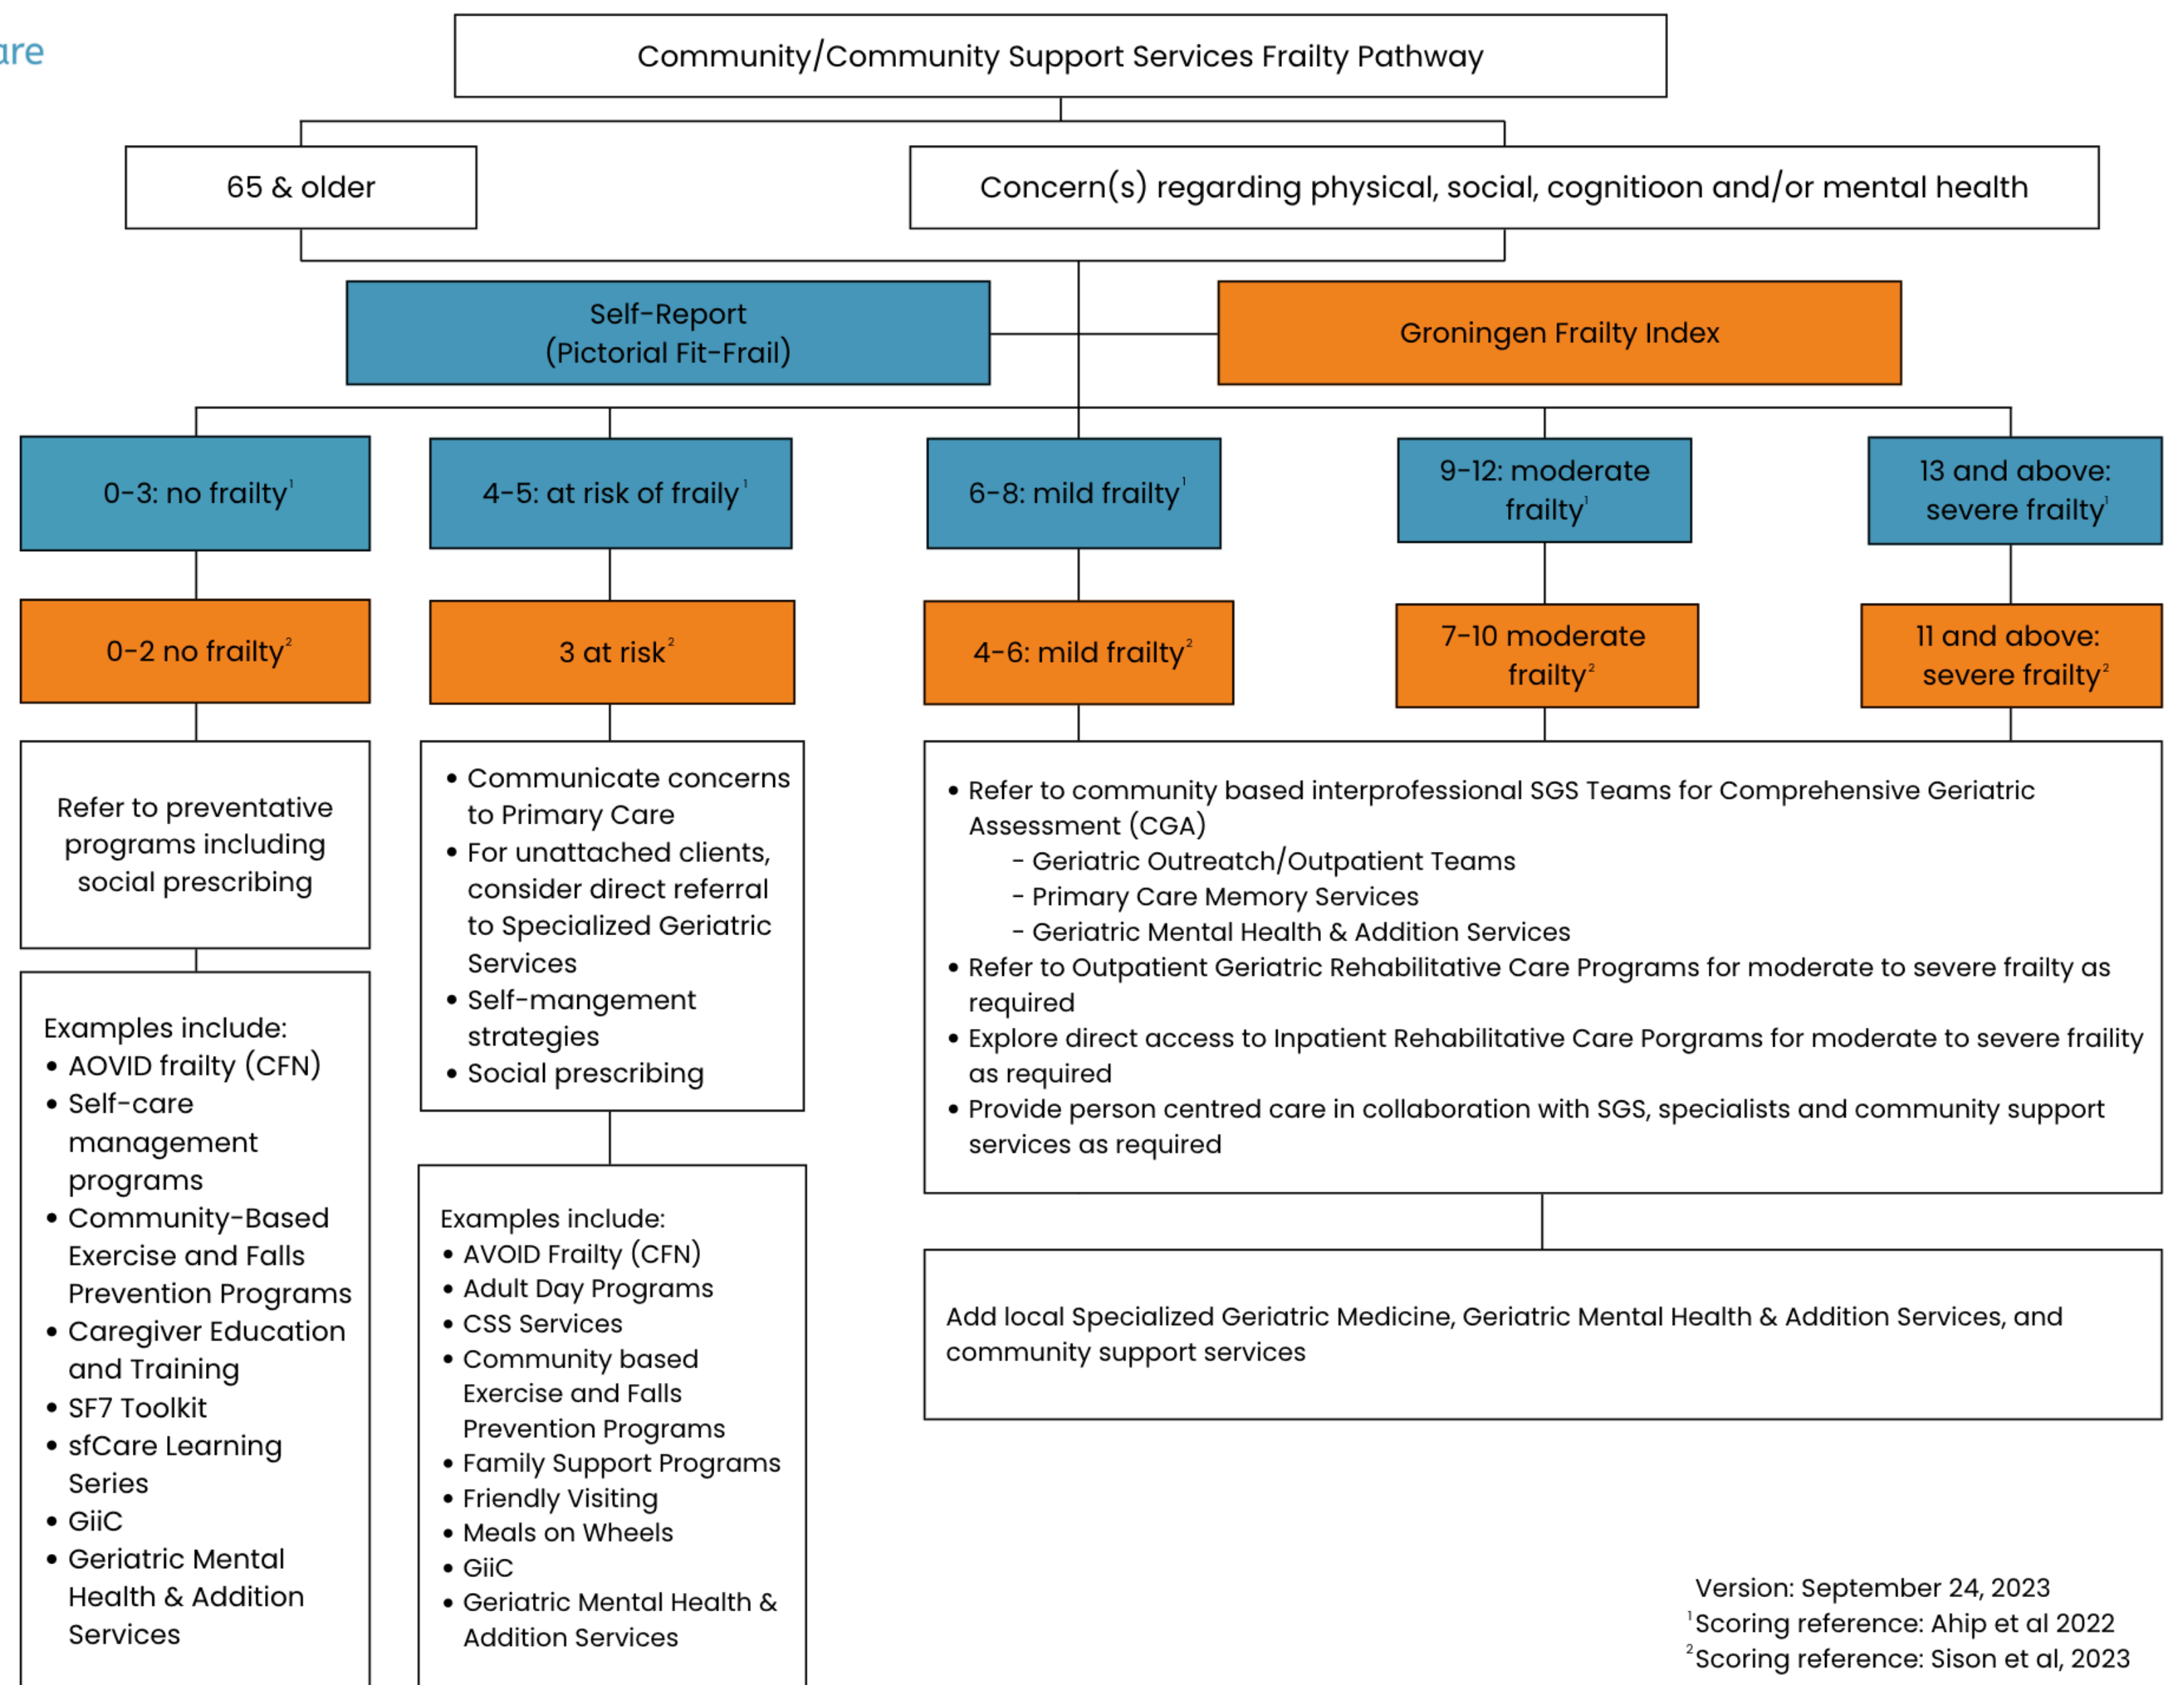 are
Community/Community Support Services Frailty Pathway
65 & older
Concern(s) regarding physical, social, cognitioon and/or mental health
Self-Report
(Pictorial Fit-Frail)
Groningen Frailty Index
0-3: no frailty¹
4-5: at risk of fraily¹
6-8: mild frailty¹
9-12: moderate
frailty¹
13 and above:
severe frailty¹
0-2 no frailty²
3 at risk²
4-6: mild frailty²
7-10 moderate
frailty²
11 and above:
severe frailty²
Refer to preventative
programs including
social prescribing
Examples include:
• AOVID frailty (CFN)
• Self-care
management
programs
• Community-Based
Exercise and Falls
Prevention Programs
• Caregiver Education
and Training
• SF7 Toolkit
• sfCare Learning
Series
• GiiC
• Geriatric Mental
Health & Addition
Services
• Communicate concerns
to Primary Care
• For unattached clients,
consider direct referral
to Specialized Geriatric
Services
• Self-mangement
strategies
• Social prescribing
Examples include:
• AVOID Frailty (CFN)
• Adult Day Programs
• CSS Services
• Community based
Exercise and Falls
Prevention Programs
• Family Support Programs
• Friendly Visiting
• Meals on Wheels
• GiiC
• Geriatric Mental Health &
Addition Services
• Refer to community based interprofessional SGS Teams for Comprehensive Geriatric
Assessment (CGA)
- Geriatric Outreatch/Outpatient Teams
- Primary Care Memory Services
- Geriatric Mental Health & Addition Services
• Refer to Outpatient Geriatric Rehabilitative Care Programs for moderate to severe frailty as
required
• Explore direct access to Inpatient Rehabilitative Care Porgrams for moderate to severe fraility
as required
• Provide person centred care in collaboration with SGS, specialists and community support
services as required
Add local Specialized Geriatric Medicine, Geriatric Mental Health & Addition Services, and
community support services
Version: September 24, 2023
¹Scoring reference: Ahip et al 2022
²Scoring reference: Sison et al, 2023